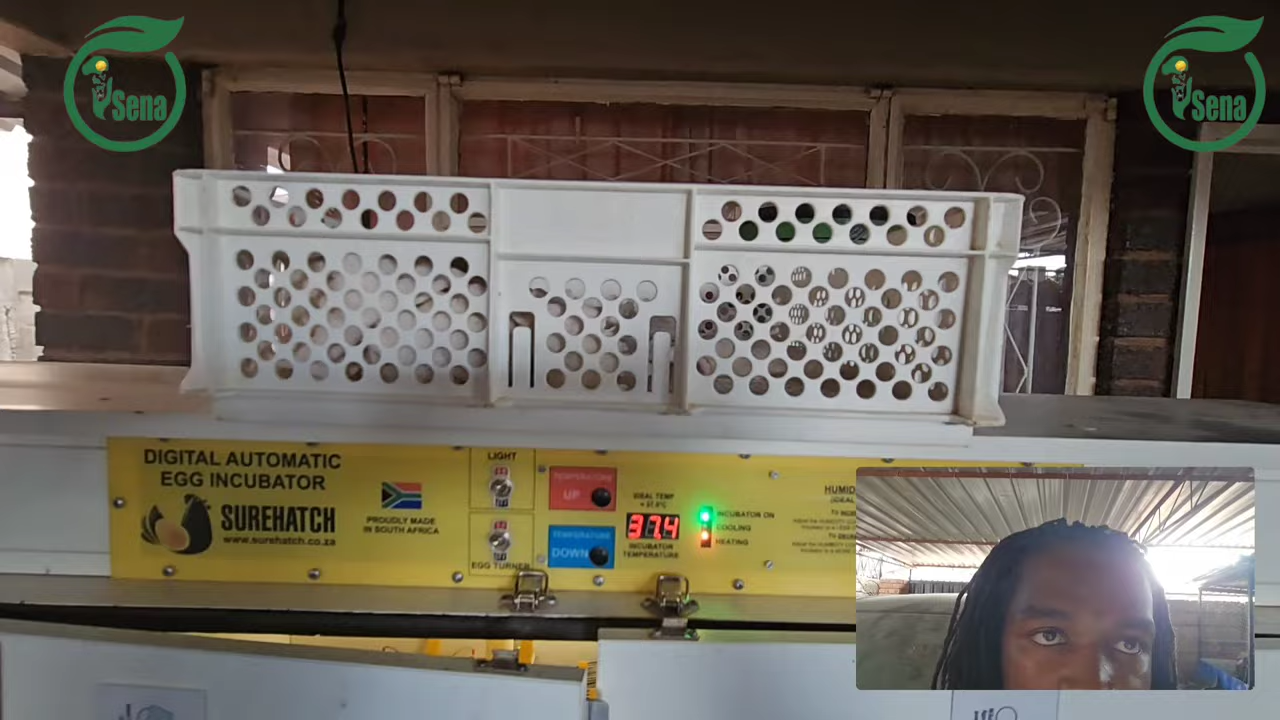 Sena
Sena
DIGITAL AUTOMATIC
EGG INCUBATOR
SUREHATCH
www.surehatch.co.za
PROUDLY MADE
IN SOUTH AFRICA
LIGHT
EGG TURNER
TEMPERATURE
UP
TEMPERATURE
DOWN
IDEAL TEMP
37.4
INCUBATOR
TEMPERATURE
INCUBATOR ON
COOLING
HEATING